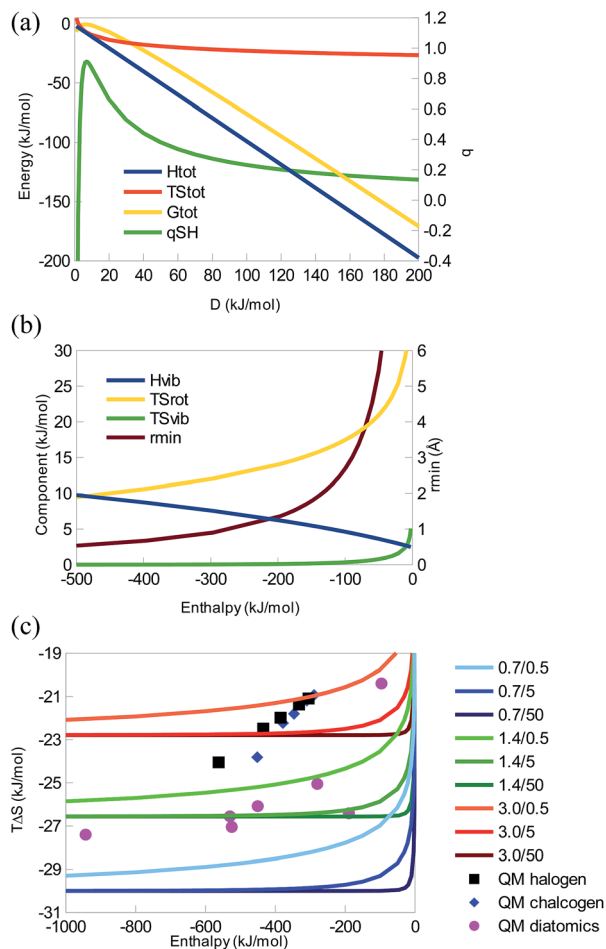 (a)
0
-50
-100
-150
-200
Energy (kJ/mol)
1.2
1.0
0.8
0.6
0.4
0.2
0.0
-0.2
-0.4
q
Htot
TStot
Gtot
qSH
0 20 40 60 80 100 120 140 160 180 200
D (kJ/mol)
(b)
30
25
20
15
10
5
0
Component (kJ/mol)
6
5
4
3
2
1
0
rmin (Å)
Hvib
TSrot
TSvib
rmin
-500 -400 -300 -200 -100 0
Enthalpy (kJ/mol)
(c)
-19
-21
-23
-25
-27
-29
-31
TΔS (kJ/mol)
-1000 -800 -600 -400 -200 0
Enthalpy (kJ/mol)
0.7/0.5
0.7/5
0.7/50
1.4/0.5
1.4/5
1.4/50
3.0/0.5
3.0/5
3.0/50
QM halogen
QM chalcogen
QM diatomics